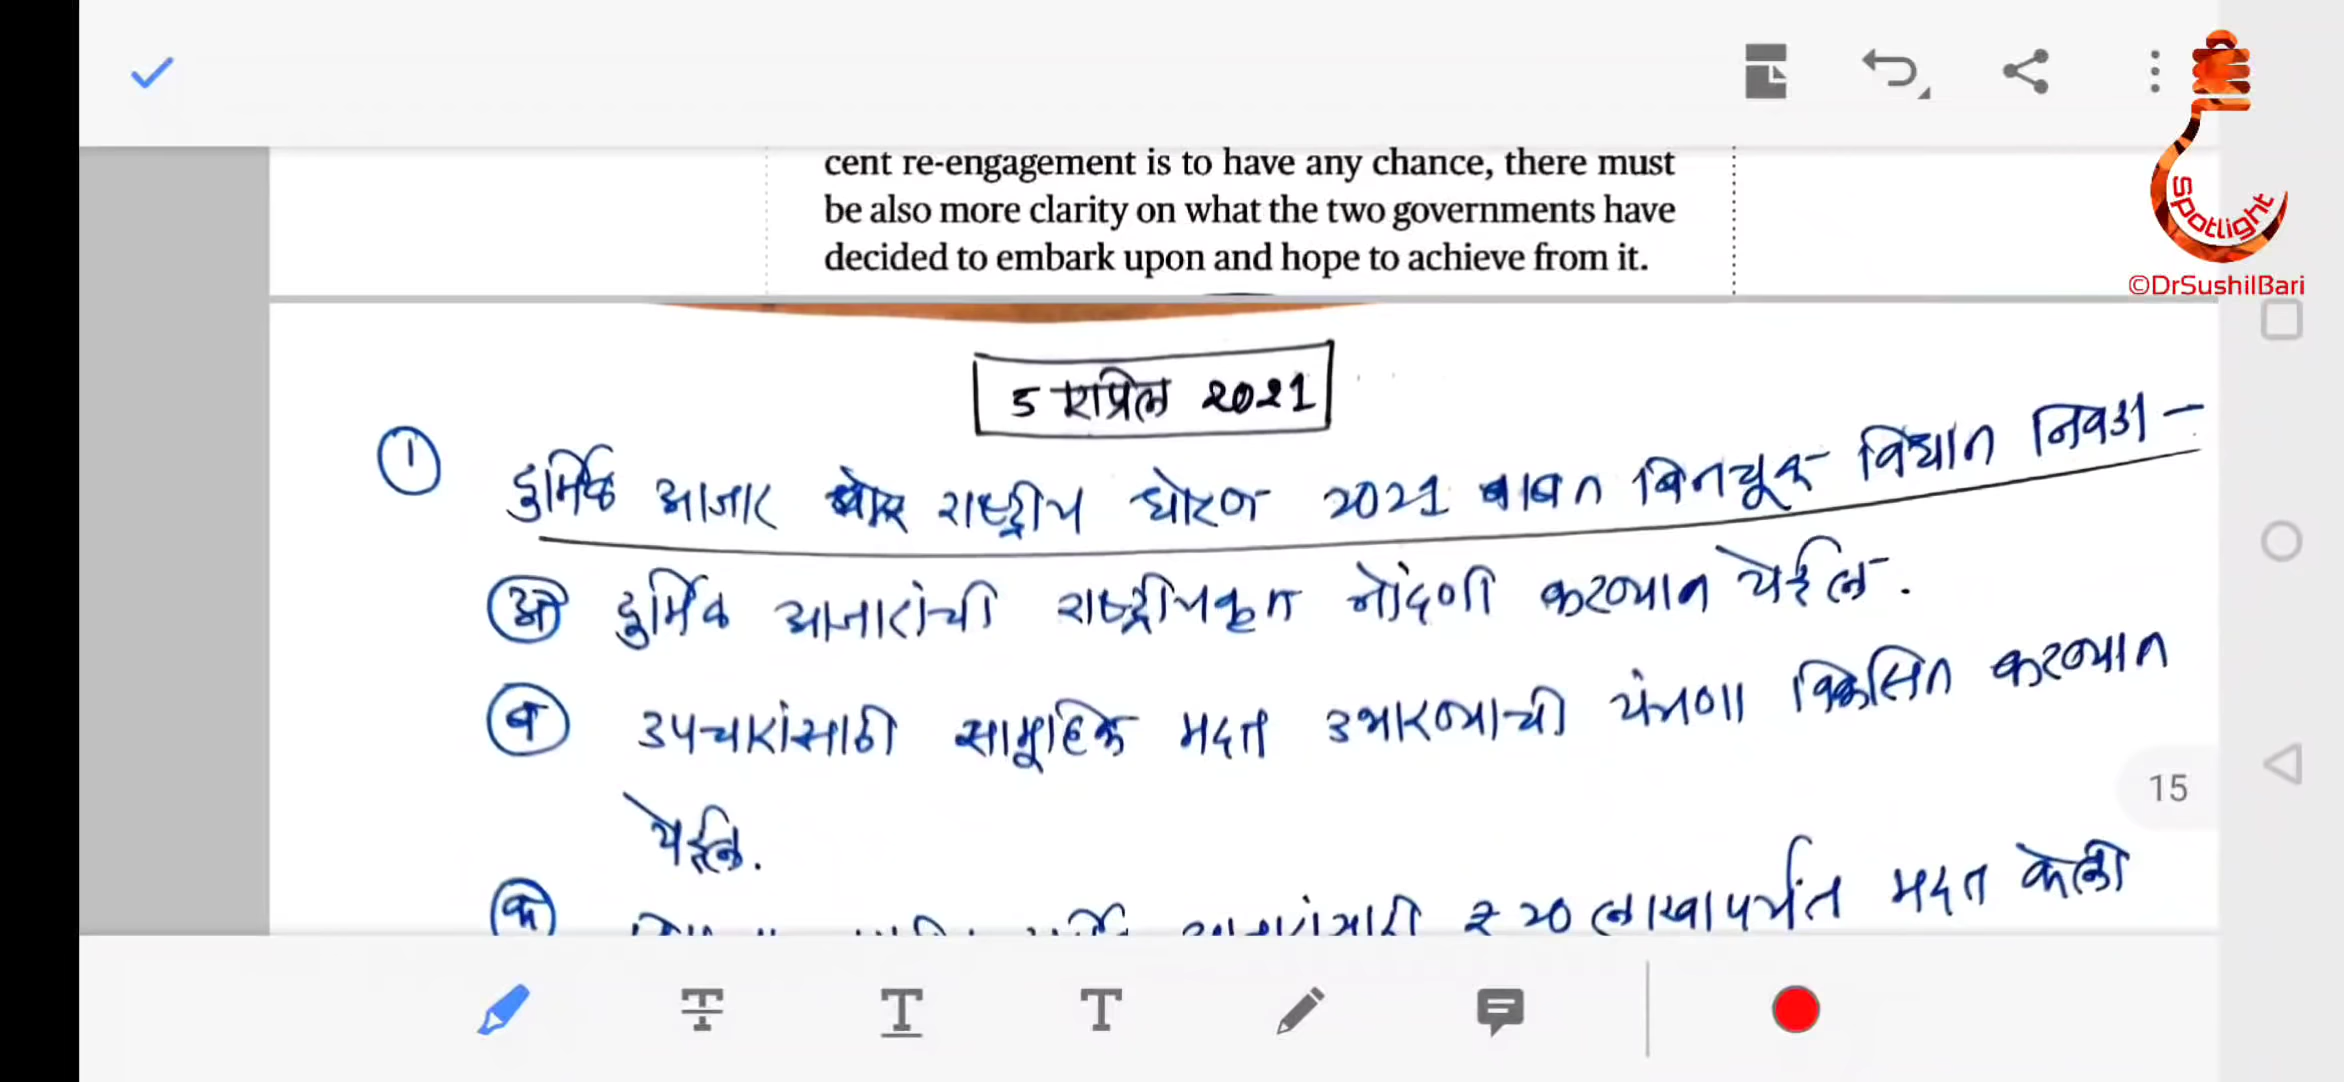 cent re-engagement is to have any chance, there must
be also more clarity on what the two governments have
decided to embark upon and hope to achieve from it.
Spotlight
©DrSushilBari
5 एप्रिल 2021
① दुर्मिळ आजार राष्ट्रीय धोरण 2021 बाबत बिनचूक विधान निवडा –
अ दुर्मिळ आजारांची राष्ट्रीयकृत नोंदणी करण्यात येईल.
ब उपचारांसाठी सामूहिक मदत उभारण्याची यंत्रणा विकसित करण्यात
येईल.
क ₹ 20 लाखापर्यंत मदत केली
15